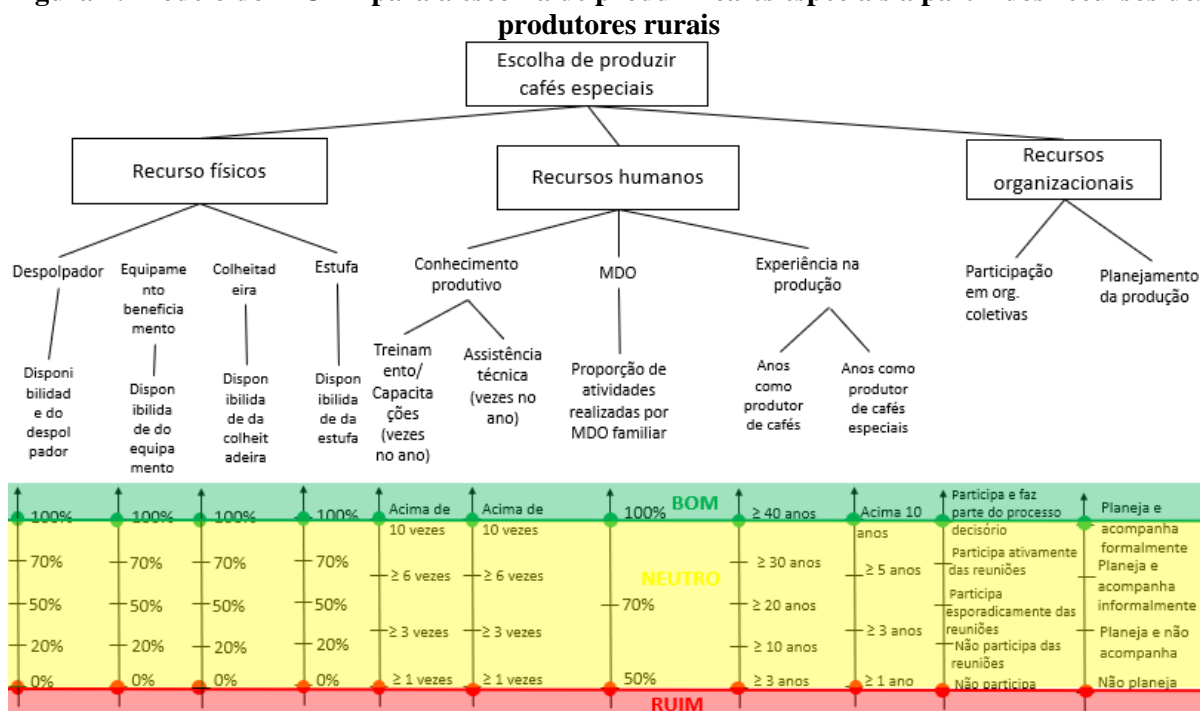 produtores rurais
Escolha de produzir
cafés especiais
Recurso físicos
Recursos humanos
Recursos
organizacionais
Despolpador
Equipame
nto
beneficia
mento
Colheitad
eira
Estufa
Conhecimento
produtivo
MDO
Experiência na
produção
Participação
em org.
coletivas
Planejamento
da produção
Disponi
bilidad
e do
despol
pador
Dispon
ibilida
de do
equipa
mento
Dispon
ibilida
de da
colheit
adeira
Dispon
ibilida
de da
estufa
Treinam
ento/
Capacita
ções
(vezes
no ano)
Assistência
técnica
(vezes no
ano)
Proporção de
atividades
realizadas por
MDO familiar
Anos
como
produtor
de cafés
Anos como
produtor
de cafés
especiais
BOM
NEUTRO
RUIM
100%
70%
50%
20%
0%
100%
70%
50%
20%
0%
100%
70%
50%
20%
0%
100%
70%
50%
20%
0%
Acima de
10 vezes
≥ 6 vezes
≥ 3 vezes
≥ 1 vezes
Acima de
10 vezes
≥ 6 vezes
≥ 3 vezes
≥ 1 vezes
100%
70%
50%
≥ 40 anos
≥ 30 anos
≥ 20 anos
≥ 10 anos
≥ 3 anos
Acima 10
anos
≥ 5 anos
≥ 3 anos
≥ 1 ano
Participa e faz
parte do processo
decisório
Participa ativamente
das reuniões
Participa
esporadicamente das
reuniões
Não participa das
reuniões
Não participa
Planeja e
acompanha
formalmente
Planeja e
acompanha
informalmente
Planeja e não
acompanha
Não planeja